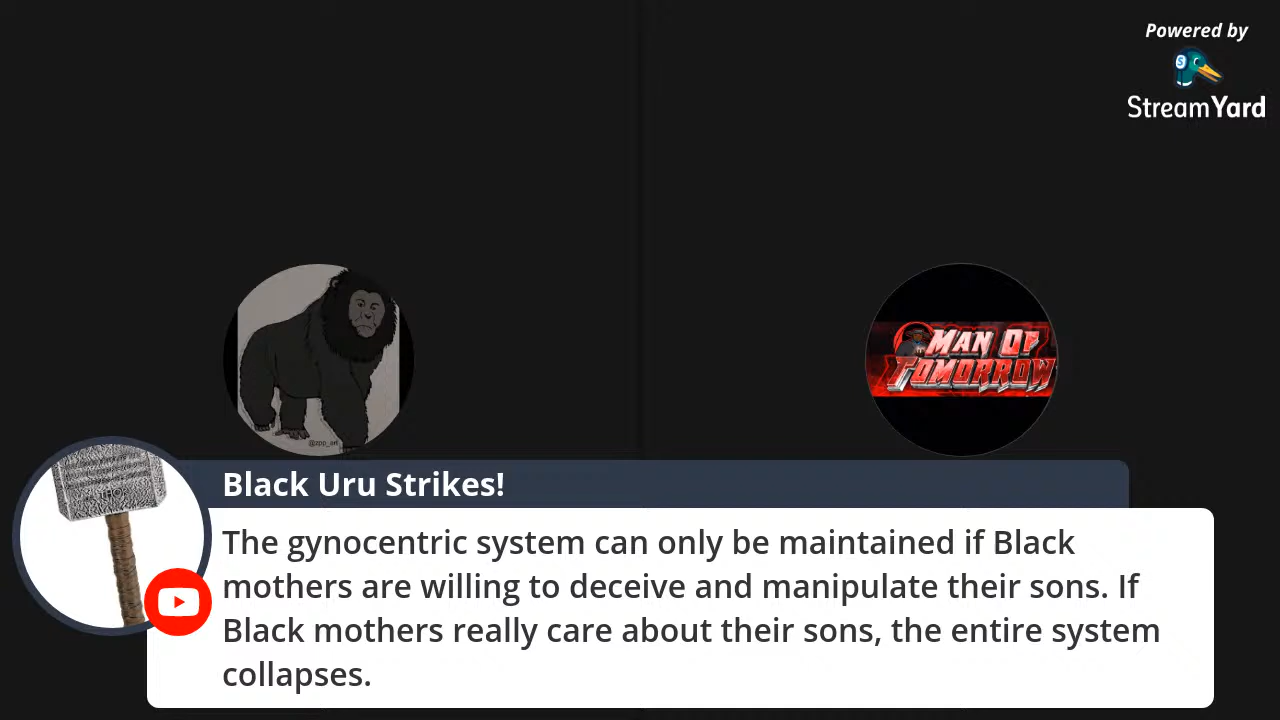 Powered by
S
StreamYard
MAN OF
TOMORROW
@zpp_art
THOR
Black Uru Strikes!
The gynocentric system can only be maintained if Black
mothers are willing to deceive and manipulate their sons. If
Black mothers really care about their sons, the entire system
collapses.